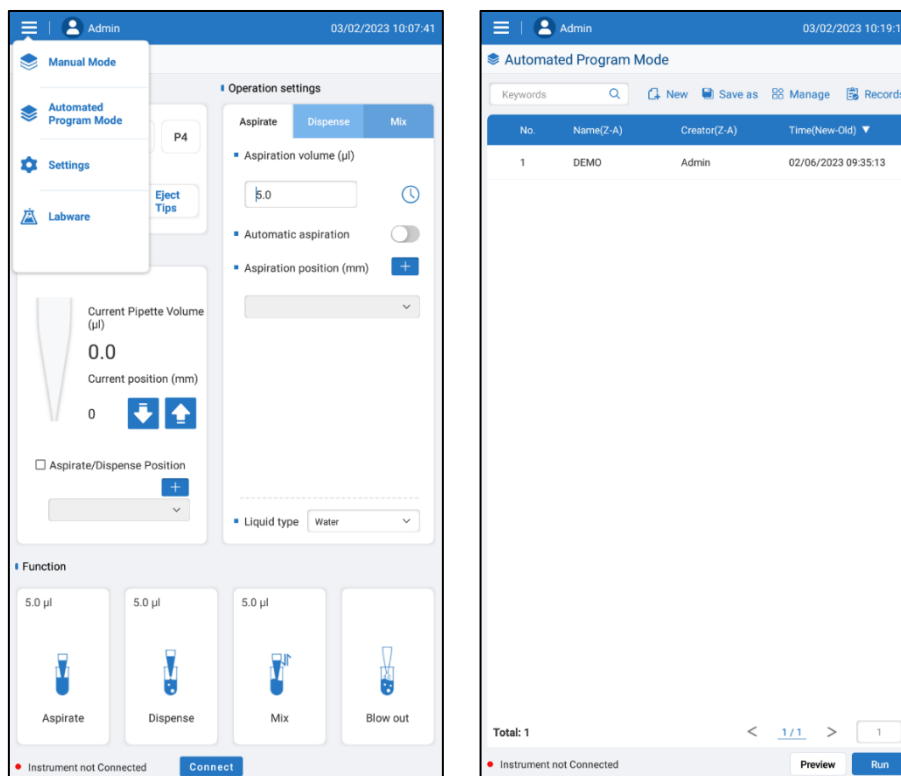 Admin
03/02/2023 10:07:41
Manual Mode
Automated
Program Mode
Settings
Labware
P4
Eject
Tips
Operation settings
Aspirate
Dispense
Mix
Aspiration volume (µl)
5.0
Automatic aspiration
Aspiration position (mm)
Current Pipette Volume
(µl)
0.0
Current position (mm)
0
Aspirate/Dispense Position
Liquid type
Water
Function
5.0 µl
Aspirate
5.0 µl
Dispense
5.0 µl
Mix
Blow out
Instrument not Connected
Connect
Admin
03/02/2023 10:19:1
Automated Program Mode
Keywords
New
Save as
Manage
Records
No.
Name(Z-A)
Creator(Z-A)
Time(New-Old) ▼
1
DEMO
Admin
02/06/2023 09:35:13
Total: 1
< 1/1 >
1
Instrument not Connected
Preview
Run